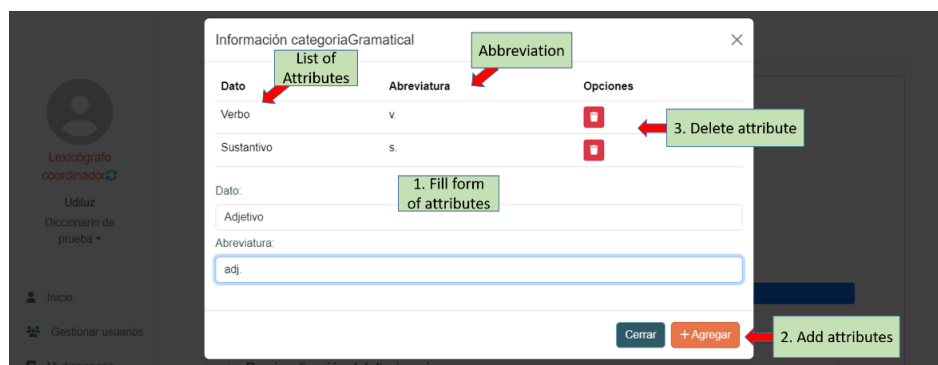 Información categoriaGramatical
List of
Attributes
Abbreviation
Dato Abreviatura Opciones
Verbo v.
3. Delete attribute
Sustantivo s.
1. Fill form
of attributes
Dato:
Adjetivo
Abreviatura:
adj.
Cerrar + Agregar
2. Add attributes
Lexicógrafo
coordinador
Udiluz
Diccionario de
prueba
Inicio
Gestionar usuarios